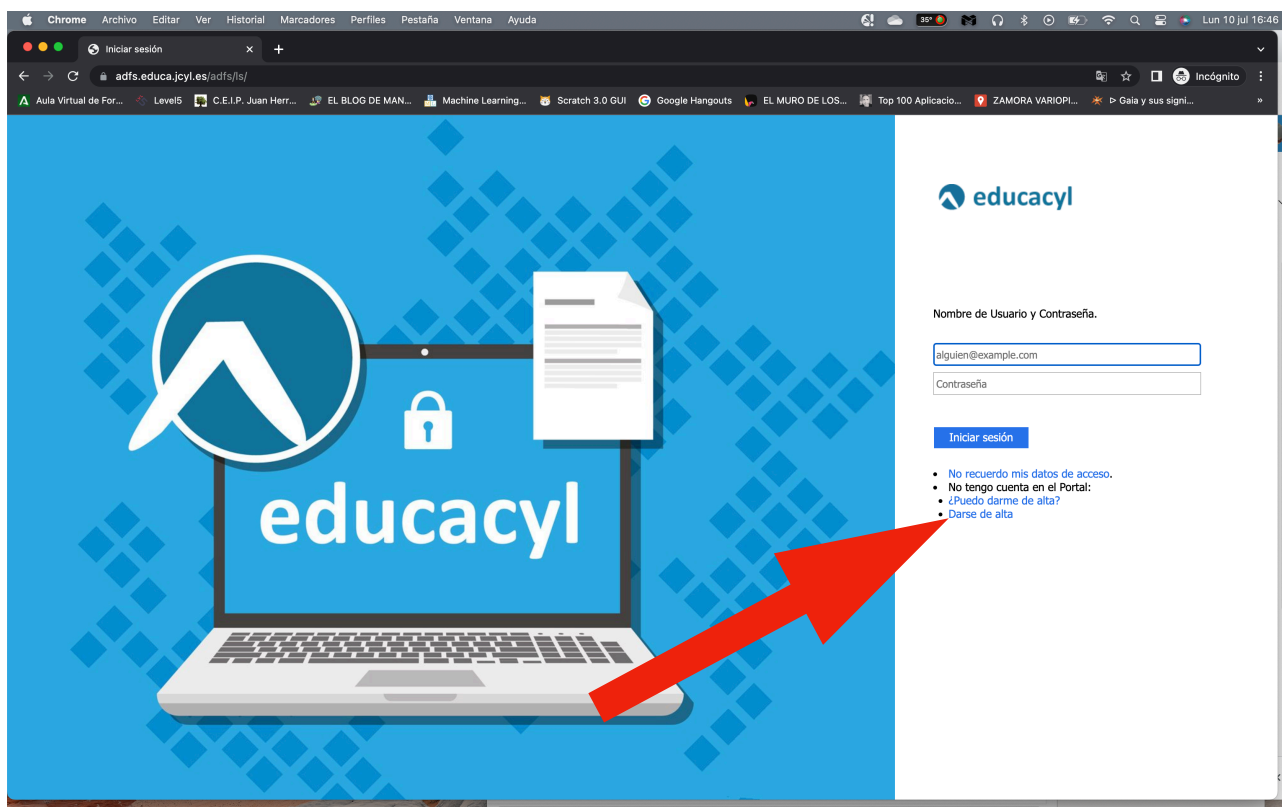 Chrome Archivo Editar Ver Historial Marcadores Perfiles Pestaña Ventana Ayuda 35° Lun 10 jul 16:46
Iniciar sesión
adfs.educa.jcyl.es/adfs/ls/ Incógnito
Aula Virtual de For... Level5 C.E.I.P. Juan Herr... EL BLOG DE MAN... Machine Learning... Scratch 3.0 GUI Google Hangouts EL MURO DE LOS... Top 100 Aplicacio... ZAMORA VARIOPI... ▷ Gaia y sus signi... »
educacyl
educacyl
Nombre de Usuario y Contraseña.
alguien@example.com
Contraseña
Iniciar sesión
• No recuerdo mis datos de acceso.
• No tengo cuenta en el Portal:
• ¿Puedo darme de alta?
• Darse de alta